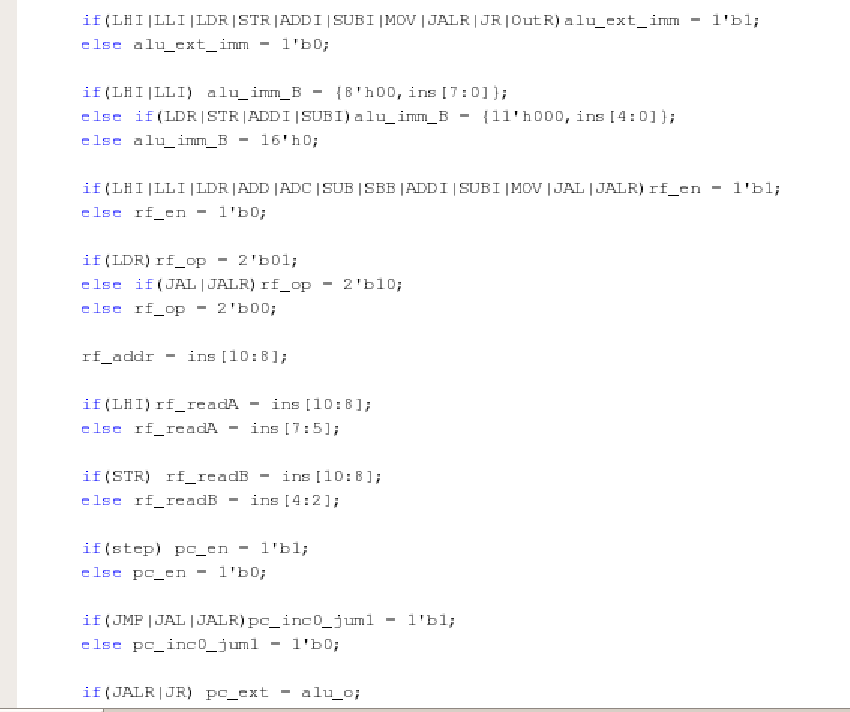 if(LHI|LLI|LDR|STR|ADDI|SUBI|MOV|JALR|JR|OutR)alu_ext_imm = 1'b1;
else alu_ext_imm = 1'b0;
if(LHI|LLI) alu_imm_B = {8'h00,ins[7:0]};
else if(LDR|STR|ADDI|SUBI)alu_imm_B = {11'h000,ins[4:0]};
else alu_imm_B = 16'h0;
if(LHI|LLI|LDR|ADD|ADC|SUB|SBB|ADDI|SUBI|MOV|JAL|JALR)rf_en = 1'b1;
else rf_en = 1'b0;
if(LDR)rf_op = 2'b01;
else if(JAL|JALR)rf_op = 2'b10;
else rf_op = 2'b00;
rf_addr = ins[10:8];
if(LHI)rf_readA = ins[10:8];
else rf_readA = ins[7:5];
if(STR) rf_readB = ins[10:8];
else rf_readB = ins[4:2];
if(step) pc_en = 1'b1;
else pc_en = 1'b0;
if(JMP|JAL|JALR)pc_inc0_jum1 = 1'b1;
else pc_inc0_jum1 = 1'b0;
if(JALR|JR) pc_ext = alu_o;